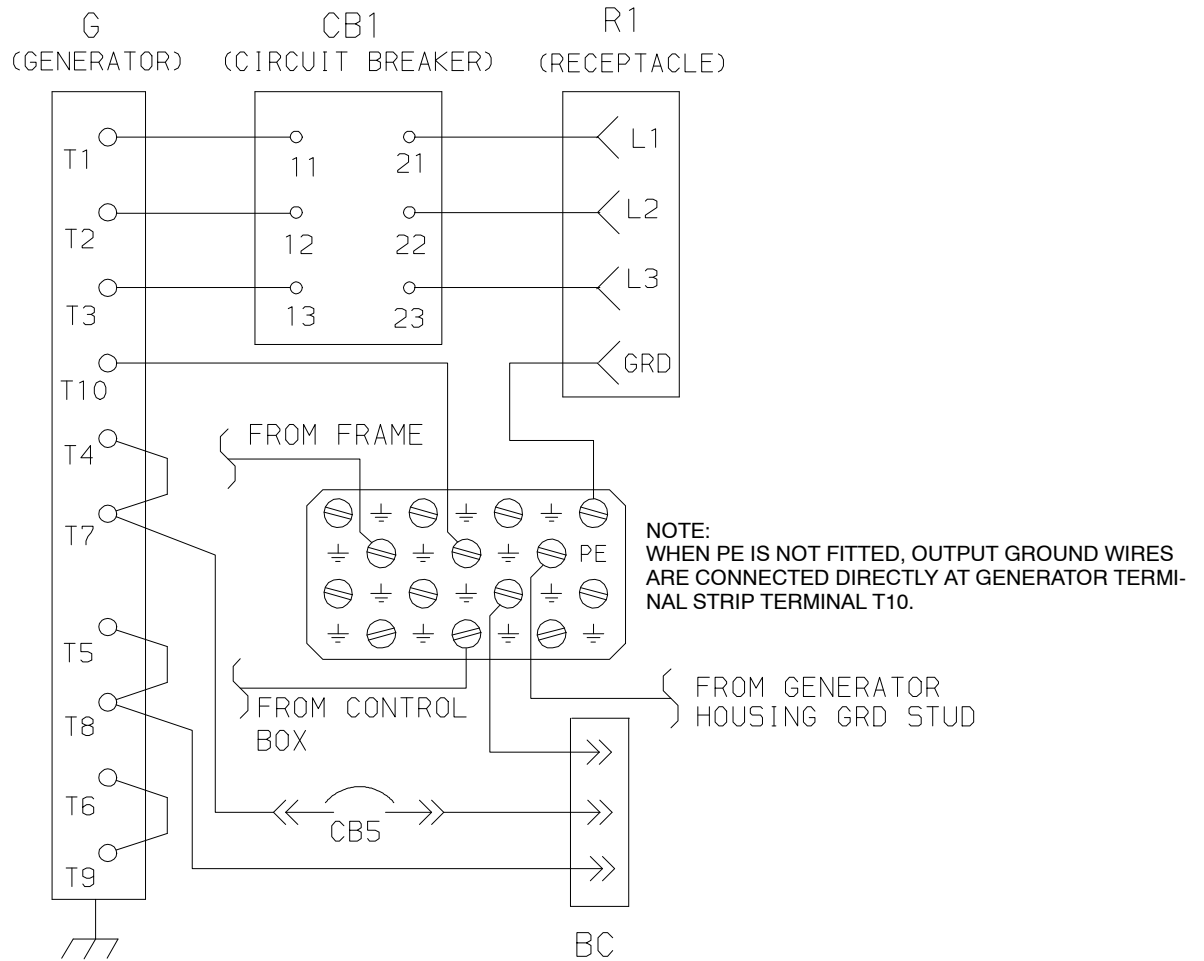 G
(GENERATOR)
CB1
(CIRCUIT BREAKER)
R1
(RECEPTACLE)
T1
11
21
L1
T2
12
22
L2
T3
13
23
L3
T10
GRD
T4
FROM FRAME
T7
PE
NOTE:
WHEN PE IS NOT FITTED, OUTPUT GROUND WIRES
ARE CONNECTED DIRECTLY AT GENERATOR TERMI-
NAL STRIP TERMINAL T10.
T5
T8
FROM CONTROL
BOX
FROM GENERATOR
HOUSING GRD STUD
T6
CB5
T9
BC